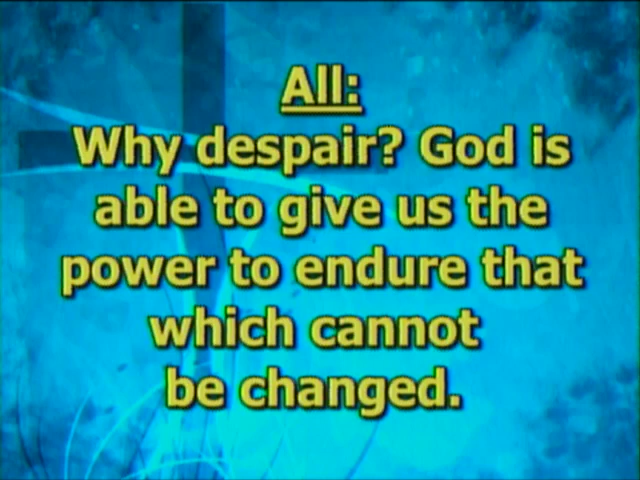 All:
Why despair? God is
able to give us the
power to endure that
which cannot
be changed.